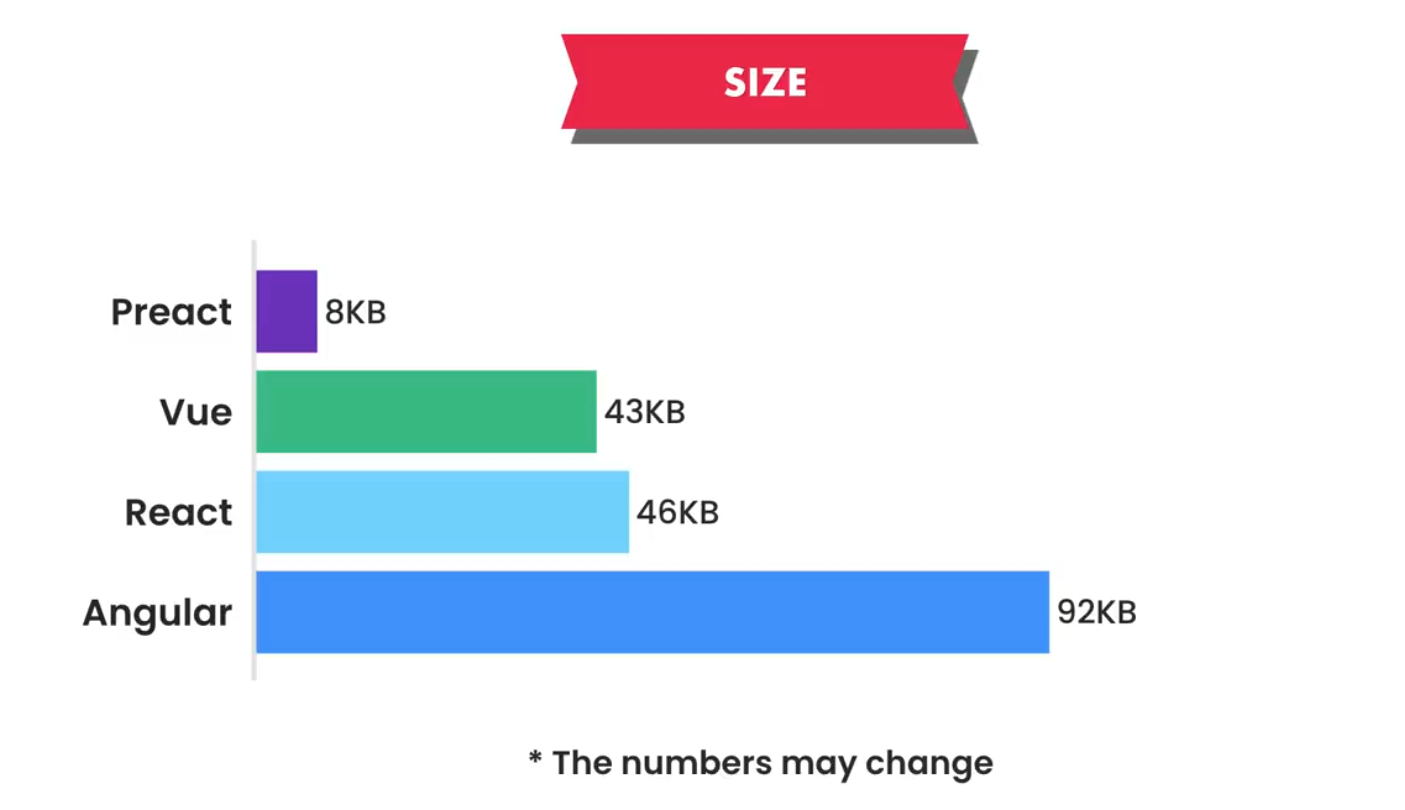 SIZE
Preact 8KB
Vue 43KB
React 46KB
Angular 92KB
* The numbers may change